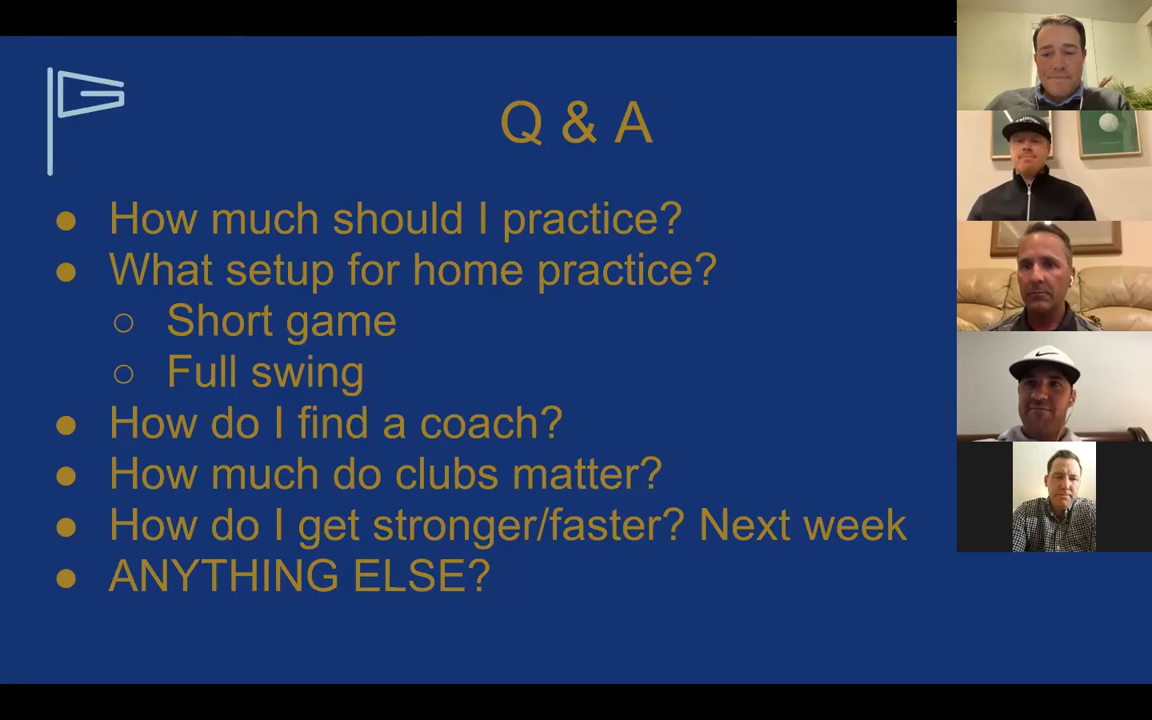 Q & A
● How much should I practice?
● What setup for home practice?
○ Short game
○ Full swing
● How do I find a coach?
● How much do clubs matter?
● How do I get stronger/faster? Next week
● ANYTHING ELSE?